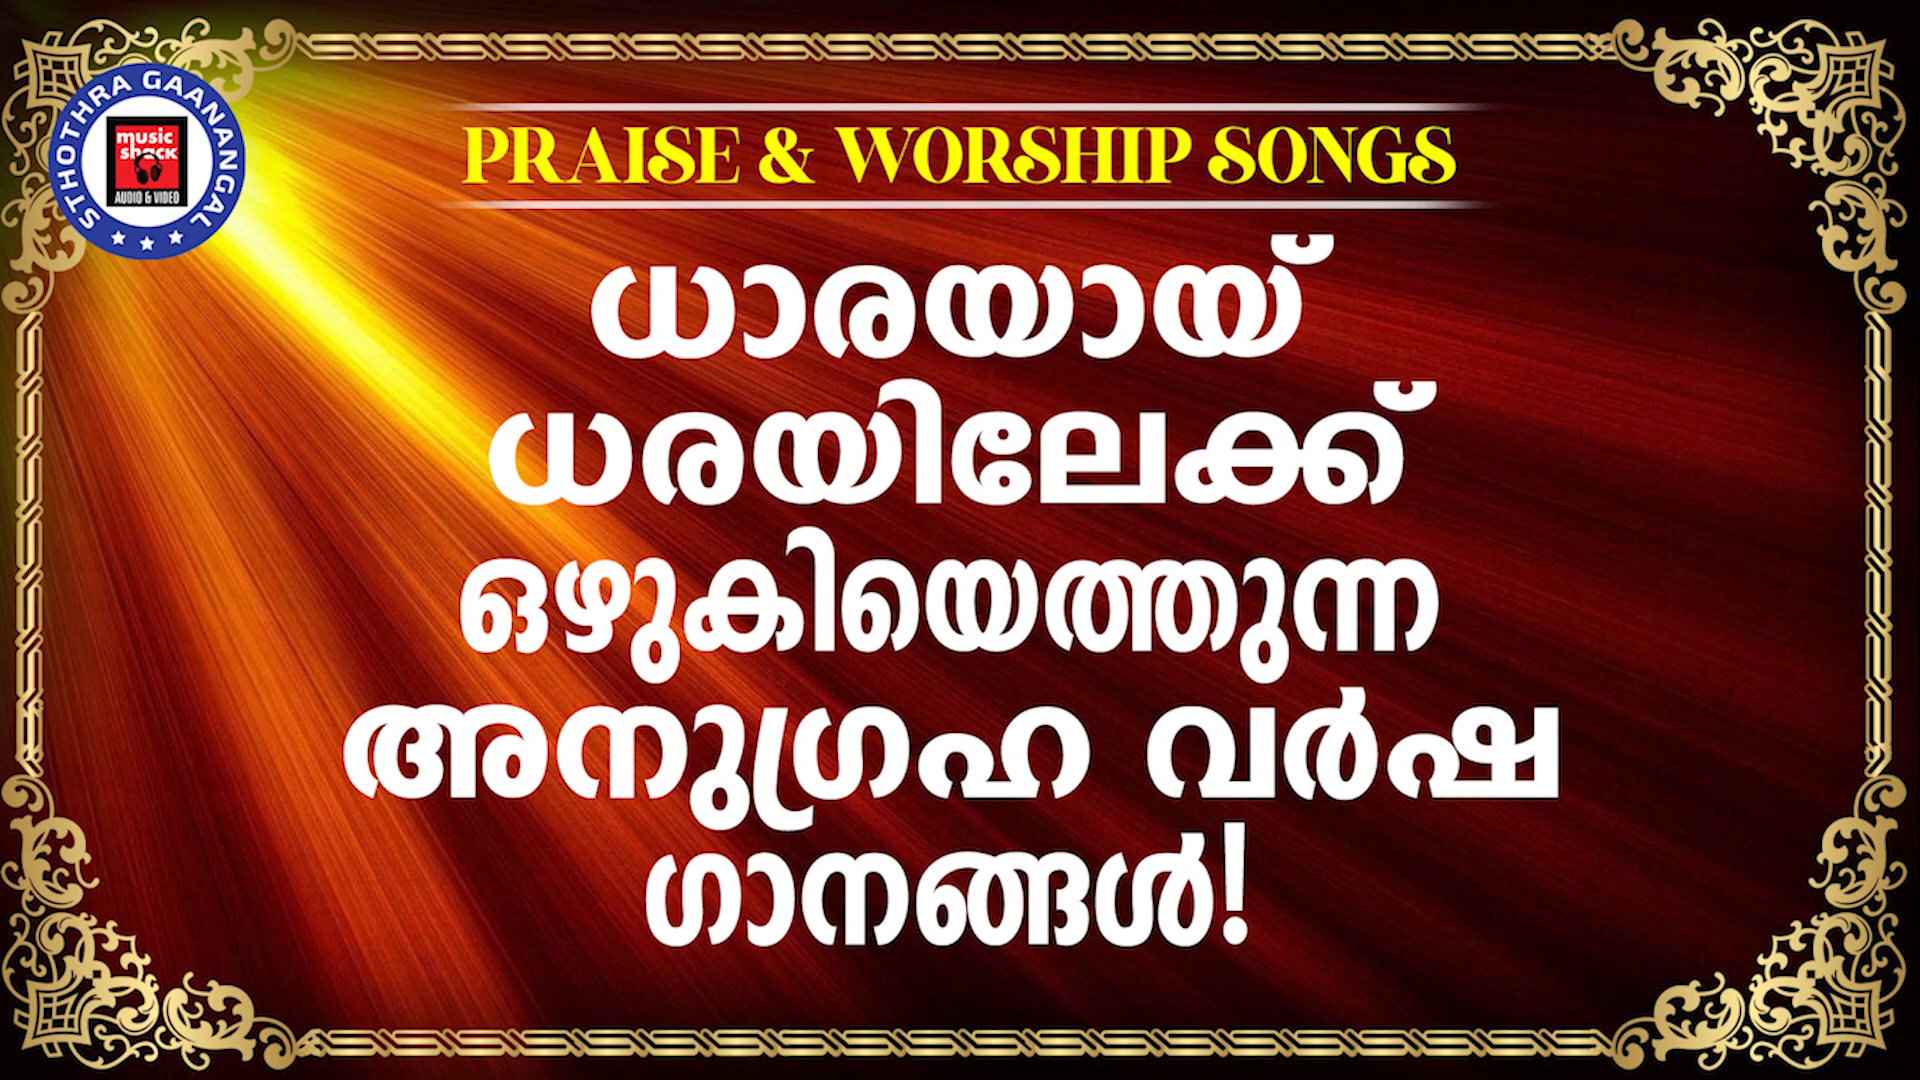 STHOTHRA GAANANGAL
music
shack
AUDIO & VIDEO
PRAISE & WORSHIP SONGS
ധാരയായ്
ധരയിലേക്ക്
ഒഴുകിയെത്തുന്ന
അനുഗ്രഹ വർഷ
ഗാനങ്ങൾ!